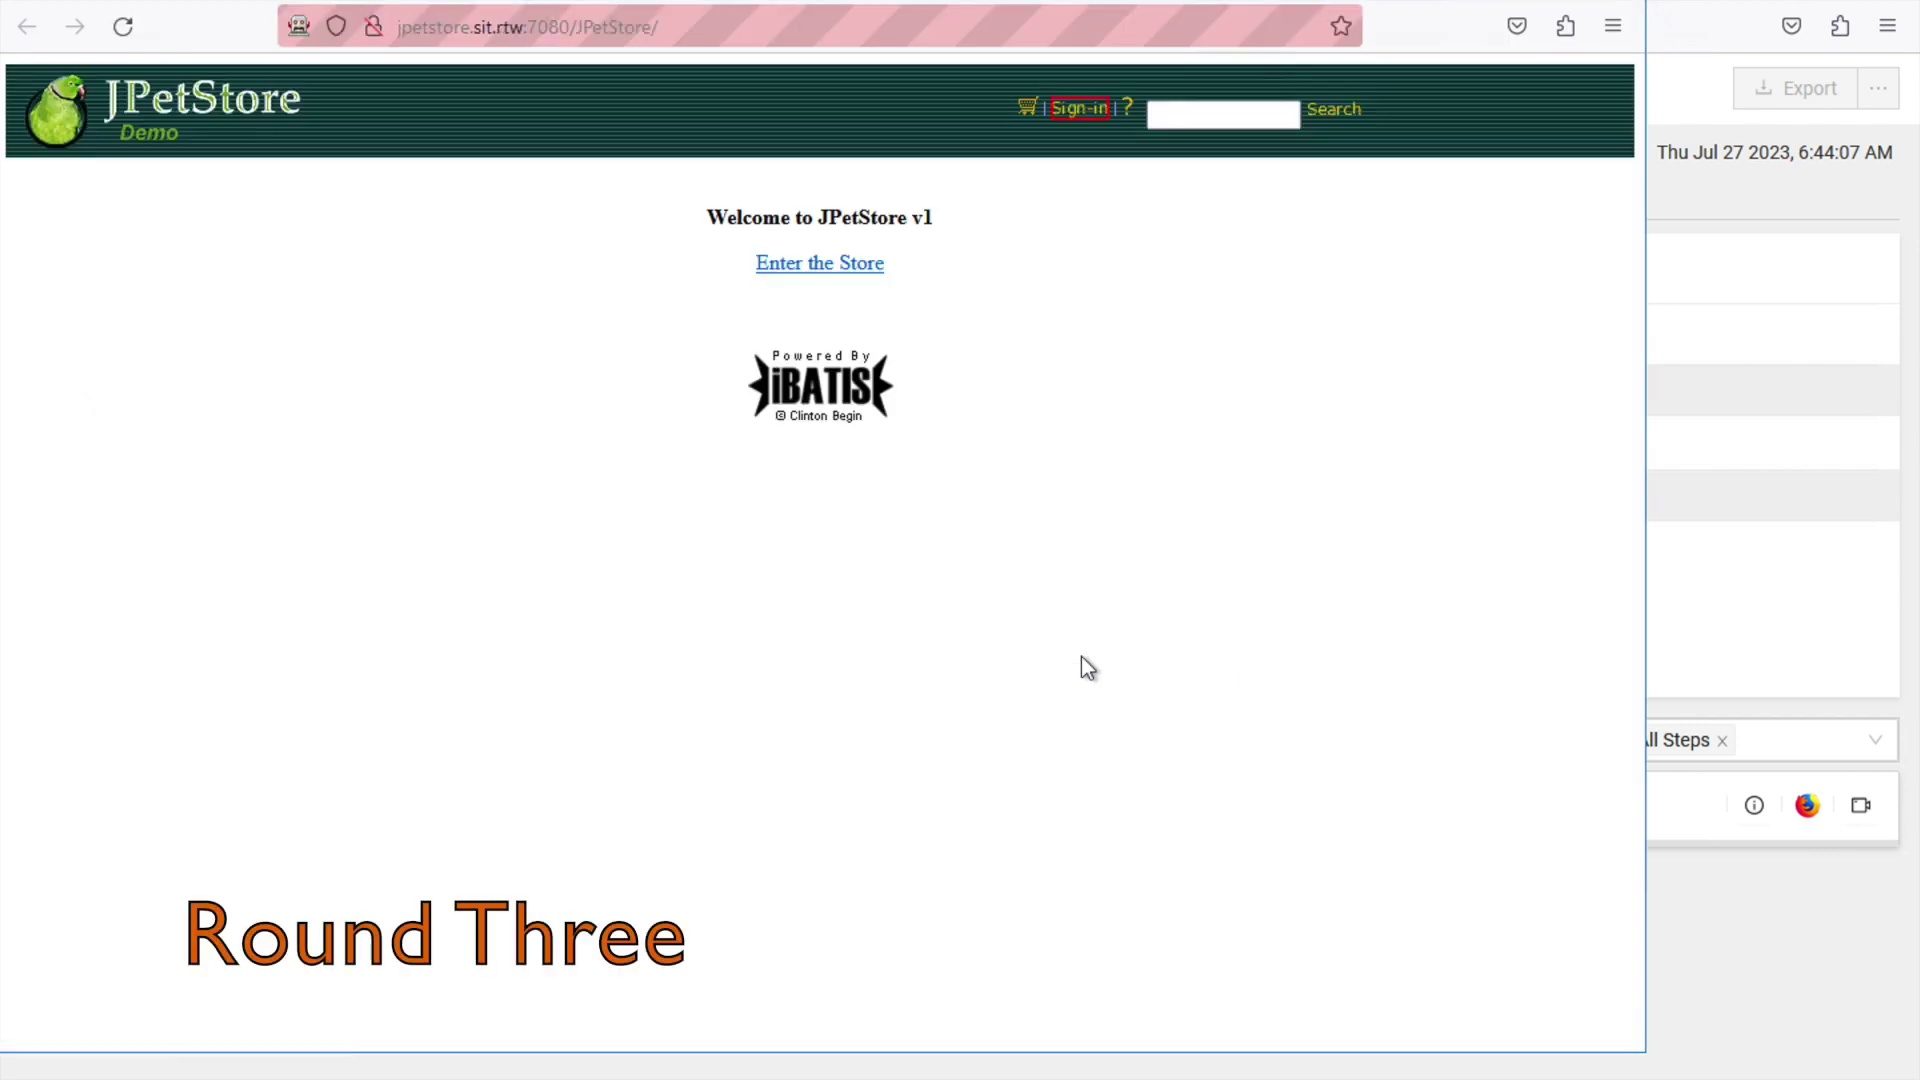 jpetstore.sit.rtw:7080/JPetStore/
Export
JPetStore
Demo
| Sign-in | ?
Search
Thu Jul 27 2023, 6:44:07 AM
Welcome to JPetStore v1
Enter the Store
Powered By
iBATIS
© Clinton Begin
All Steps
Round Three